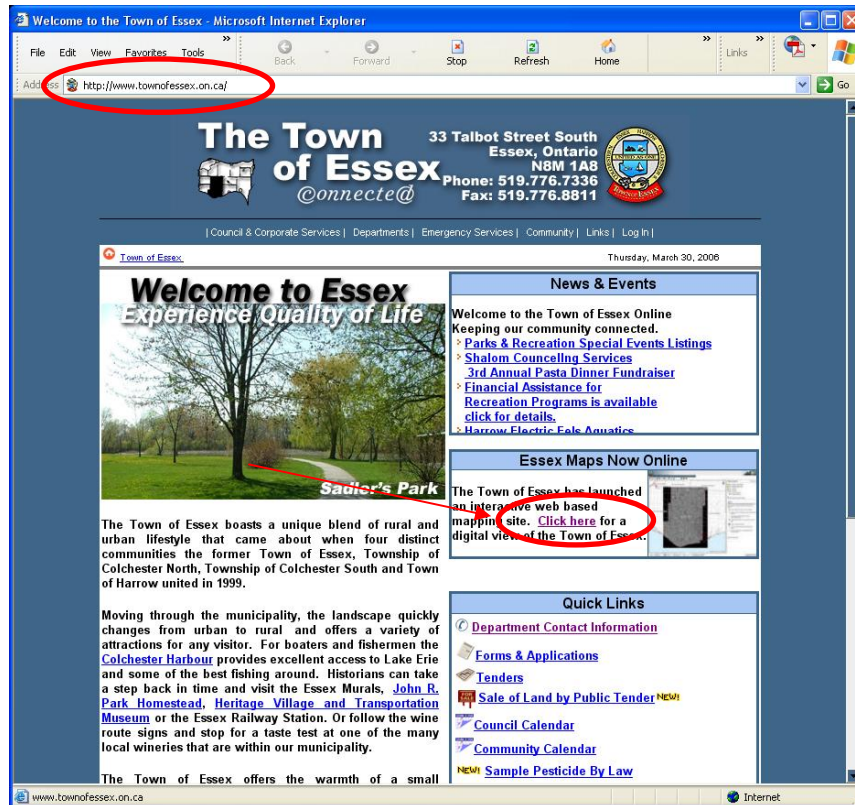 Welcome to the Town of Essex - Microsoft Internet Explorer
File Edit View Favorites Tools » Back Forward Stop Refresh Home » Links »
Address http://www.townofessex.on.ca/ Go
The Town
of Essex
Connecte@
33 Talbot Street South
Essex, Ontario
N8M 1A8
Phone: 519.776.7336
Fax: 519.776.8811
| Council & Corporate Services | Departments | Emergency Services | Community | Links | Log In |
Town of Essex
Thursday, March 30, 2006
Welcome to Essex
Experience Quality of Life
Sadler's Park
The Town of Essex boasts a unique blend of rural and
urban lifestyle that came about when four distinct
communities the former Town of Essex, Township of
Colchester North, Township of Colchester South and Town
of Harrow united in 1999.
Moving through the municipality, the landscape quickly
changes from urban to rural and offers a variety of
attractions for any visitor. For boaters and fishermen the
Colchester Harbour provides excellent access to Lake Erie
and some of the best fishing around. Historians can take
a step back in time and visit the Essex Murals, John R.
Park Homestead, Heritage Village and Transportation
Museum or the Essex Railway Station. Or follow the wine
route signs and stop for a taste test at one of the many
local wineries that are within our municipality.
The Town of Essex offers the warmth of a small
News & Events
Welcome to the Town of Essex Online
Keeping our community connected.
Parks & Recreation Special Events Listings
Shalom Councellng Services
3rd Annual Pasta Dinner Fundraiser
Financial Assistance for
Recreation Programs is available
click for details.
Harrow Electric Eels Aquatics
Essex Maps Now Online
The Town of Essex has launched
an interactive web based
mapping site. Click here for a
digital view of the Town of Essex.
Quick Links
Department Contact Information
Forms & Applications
Tenders
FOR SALE Sale of Land by Public Tender NEW!
Council Calendar
Community Calendar
NEW! Sample Pesticide By Law
www.townofessex.on.ca
Internet